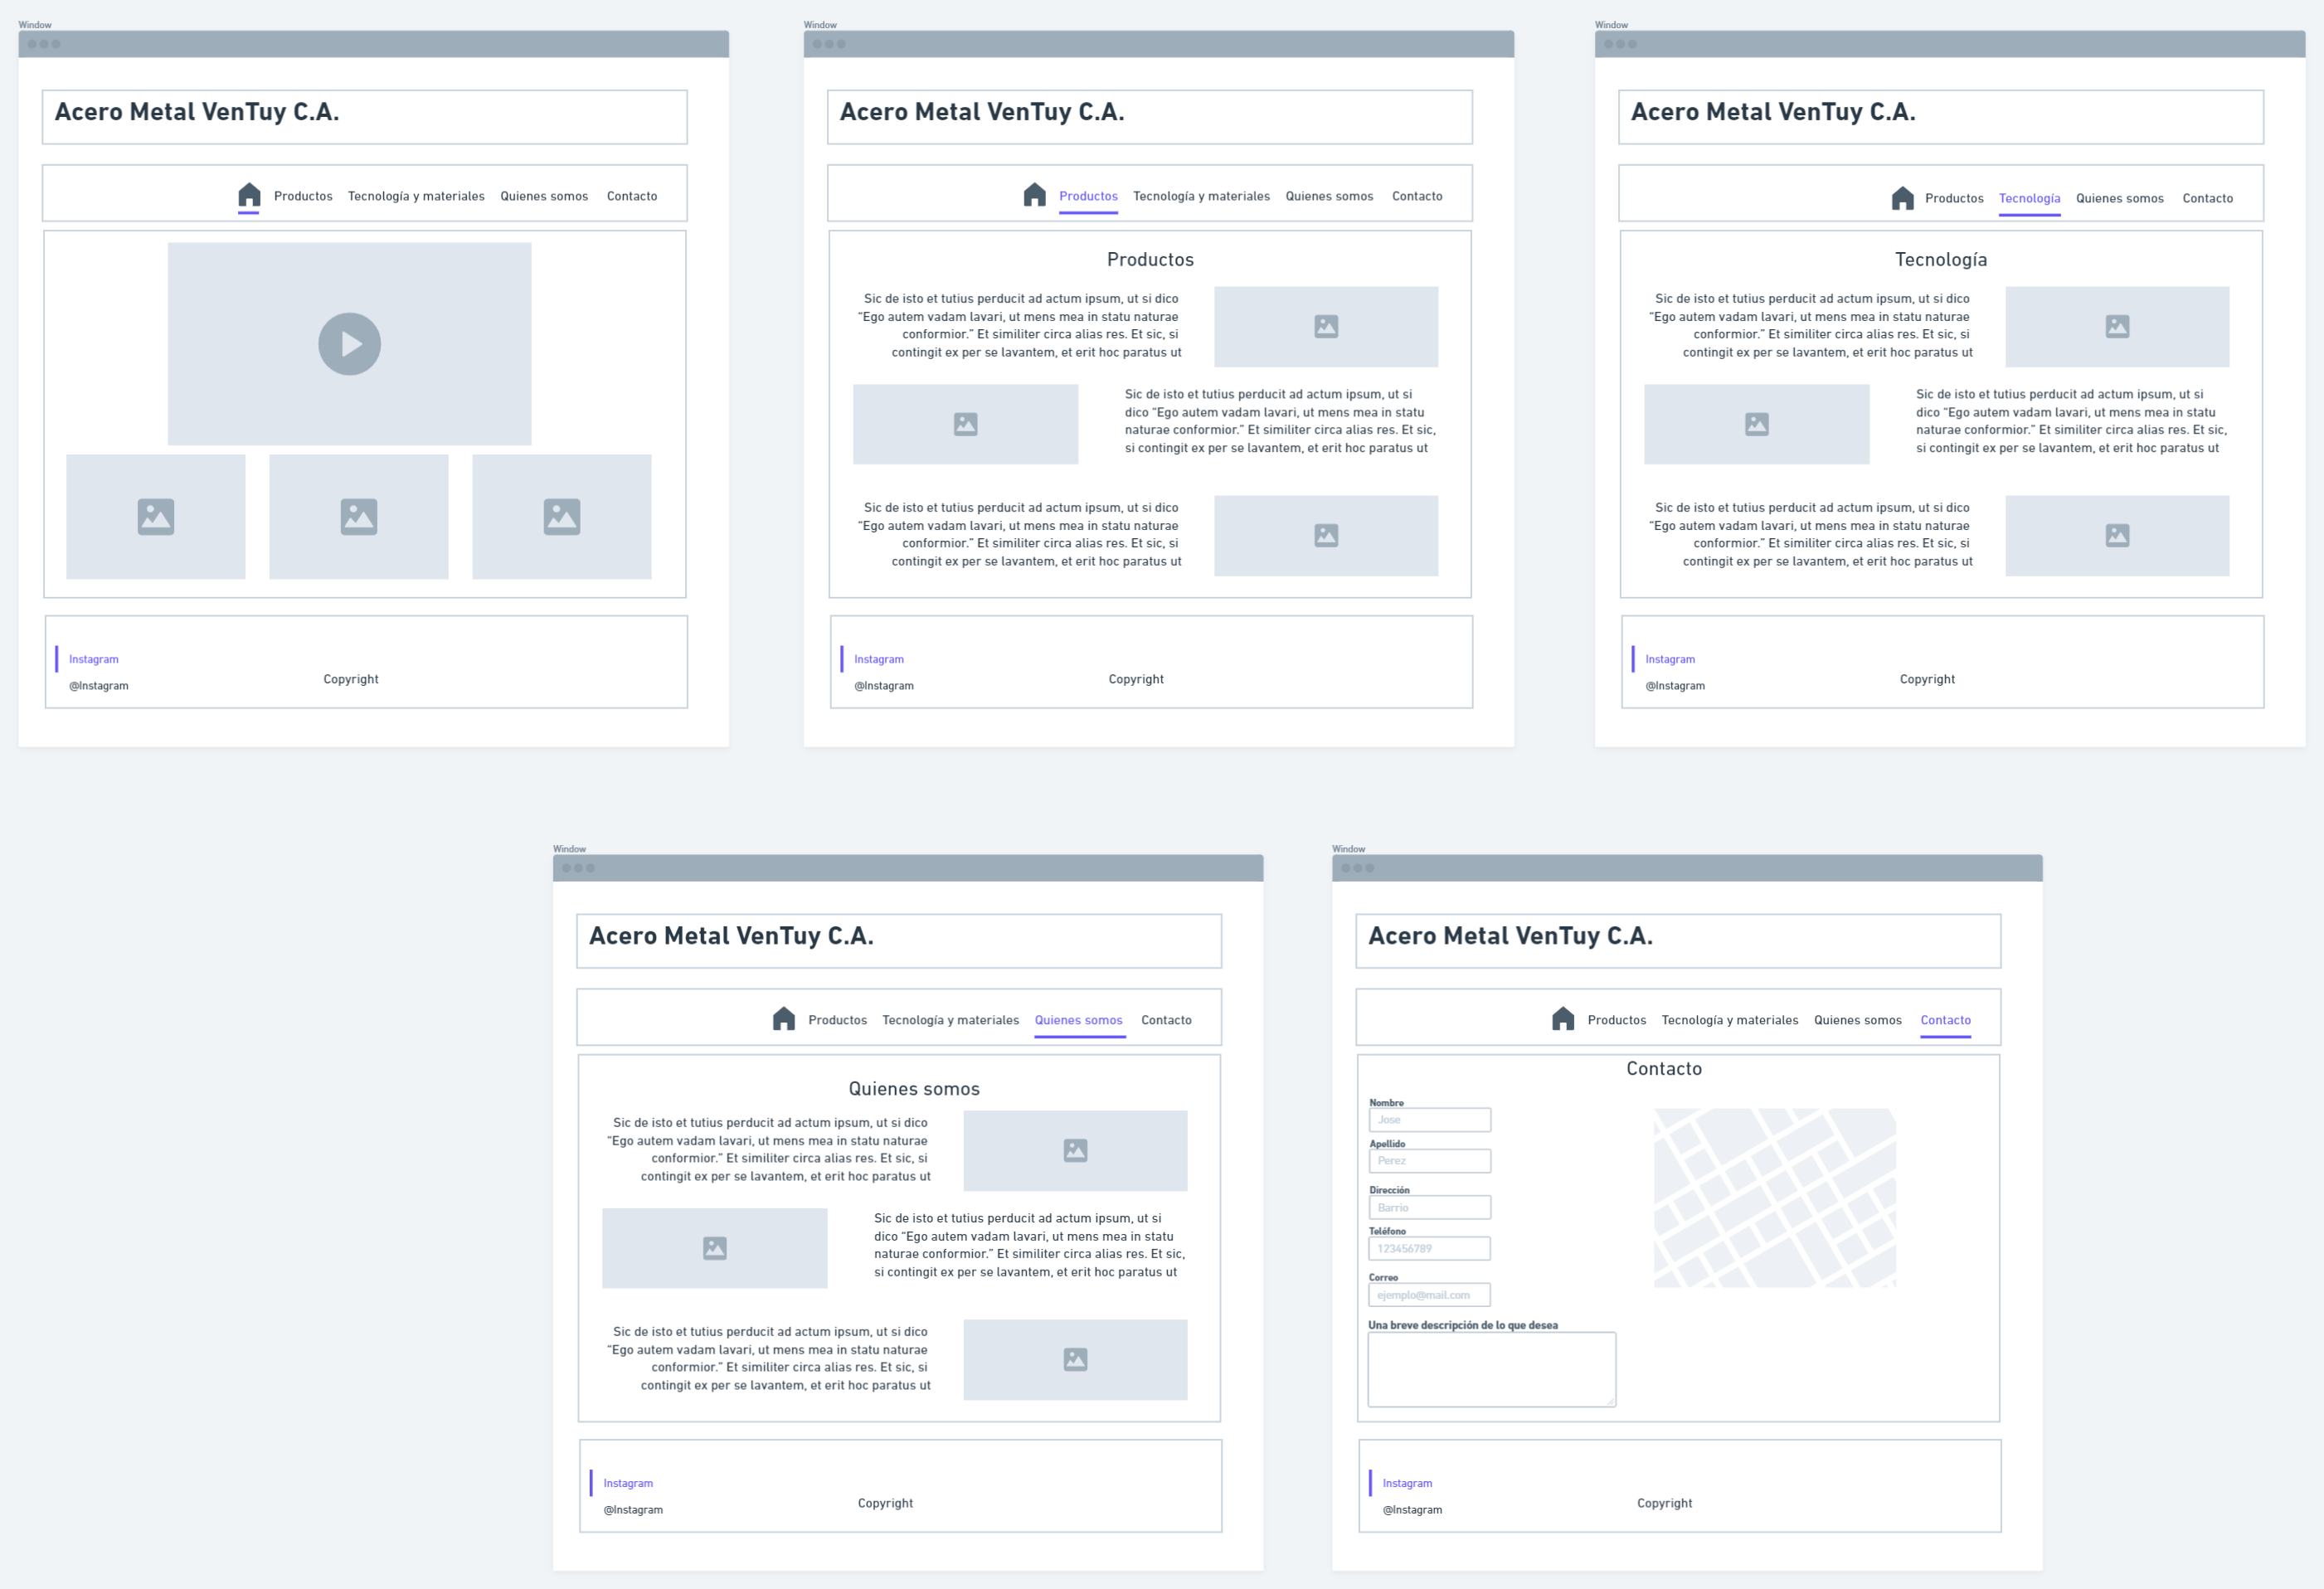 Window
Acero Metal VenTuy C.A.
Productos Tecnología y materiales Quienes somos Contacto
Instagram
@Instagram
Copyright
Window
Acero Metal VenTuy C.A.
Productos Tecnología y materiales Quienes somos Contacto
Productos
Sic de isto et tutius perducit ad actum ipsum, ut si dico
“Ego autem vadam lavari, ut mens mea in statu naturae
conformior.” Et similiter circa alias res. Et sic, si
contingit ex per se lavantem, et erit hoc paratus ut
Sic de isto et tutius perducit ad actum ipsum, ut si
dico “Ego autem vadam lavari, ut mens mea in statu
naturae conformior.” Et similiter circa alias res. Et sic,
si contingit ex per se lavantem, et erit hoc paratus ut
Sic de isto et tutius perducit ad actum ipsum, ut si dico
“Ego autem vadam lavari, ut mens mea in statu naturae
conformior.” Et similiter circa alias res. Et sic, si
contingit ex per se lavantem, et erit hoc paratus ut
Instagram
@Instagram
Copyright
Window
Acero Metal VenTuy C.A.
Productos Tecnología Quienes somos Contacto
Tecnología
Sic de isto et tutius perducit ad actum ipsum, ut si dico
“Ego autem vadam lavari, ut mens mea in statu naturae
conformior.” Et similiter circa alias res. Et sic, si
contingit ex per se lavantem, et erit hoc paratus ut
Sic de isto et tutius perducit ad actum ipsum, ut si
dico “Ego autem vadam lavari, ut mens mea in statu
naturae conformior.” Et similiter circa alias res. Et sic,
si contingit ex per se lavantem, et erit hoc paratus ut
Sic de isto et tutius perducit ad actum ipsum, ut si dico
“Ego autem vadam lavari, ut mens mea in statu naturae
conformior.” Et similiter circa alias res. Et sic, si
contingit ex per se lavantem, et erit hoc paratus ut
Instagram
@Instagram
Copyright
Window
Acero Metal VenTuy C.A.
Productos Tecnología y materiales Quienes somos Contacto
Quienes somos
Sic de isto et tutius perducit ad actum ipsum, ut si dico
“Ego autem vadam lavari, ut mens mea in statu naturae
conformior.” Et similiter circa alias res. Et sic, si
contingit ex per se lavantem, et erit hoc paratus ut
Sic de isto et tutius perducit ad actum ipsum, ut si
dico “Ego autem vadam lavari, ut mens mea in statu
naturae conformior.” Et similiter circa alias res. Et sic,
si contingit ex per se lavantem, et erit hoc paratus ut
Sic de isto et tutius perducit ad actum ipsum, ut si dico
“Ego autem vadam lavari, ut mens mea in statu naturae
conformior.” Et similiter circa alias res. Et sic, si
contingit ex per se lavantem, et erit hoc paratus ut
Instagram
@Instagram
Copyright
Window
Acero Metal VenTuy C.A.
Productos Tecnología y materiales Quienes somos Contacto
Contacto
Nombre
Jose
Apellido
Perez
Dirección
Barrio
Teléfono
123456789
Correo
ejemplo@mail.com
Una breve descripción de lo que desea
Instagram
@Instagram
Copyright